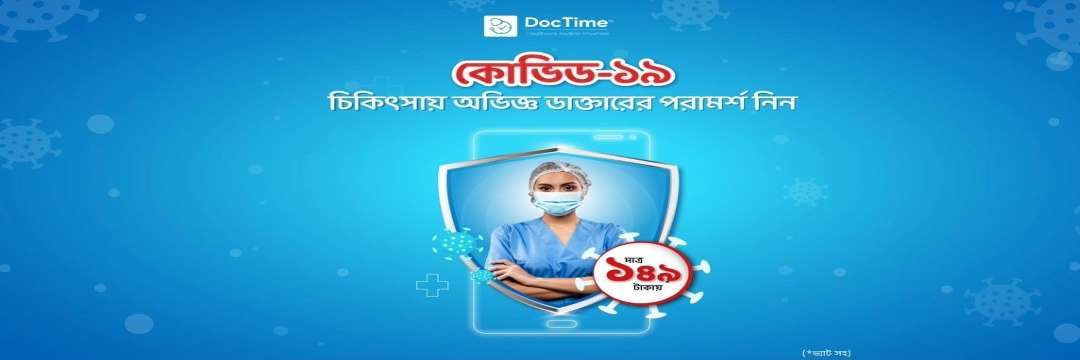 DocTime
কোভিড-১৯
চিকিৎসায় অভিজ্ঞ ডাক্তারের পরামর্শ নিন
মাত্র
১৪৯
টাকায়
(*ভ্যাট সহ)